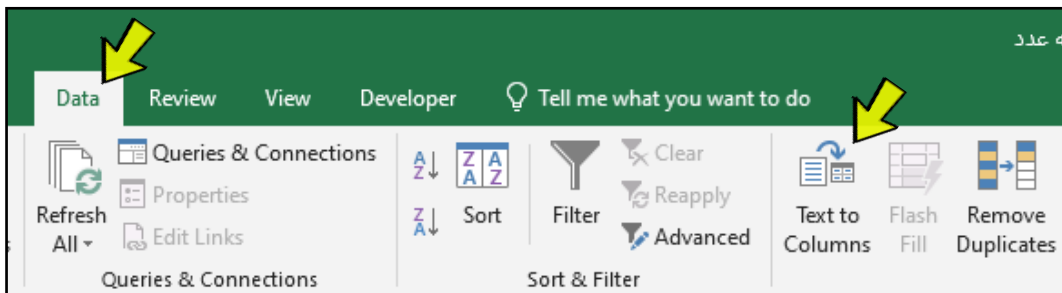 ه عدد
Data Review View Developer Tell me what you want to do
Queries & Connections
Properties
Edit Links
Refresh
All
Queries & Connections
A
Z
Z
A
Z A
A Z
Sort
Filter
Clear
Reapply
Advanced
Sort & Filter
Text to
Columns
Flash
Fill
Remove
Duplicates